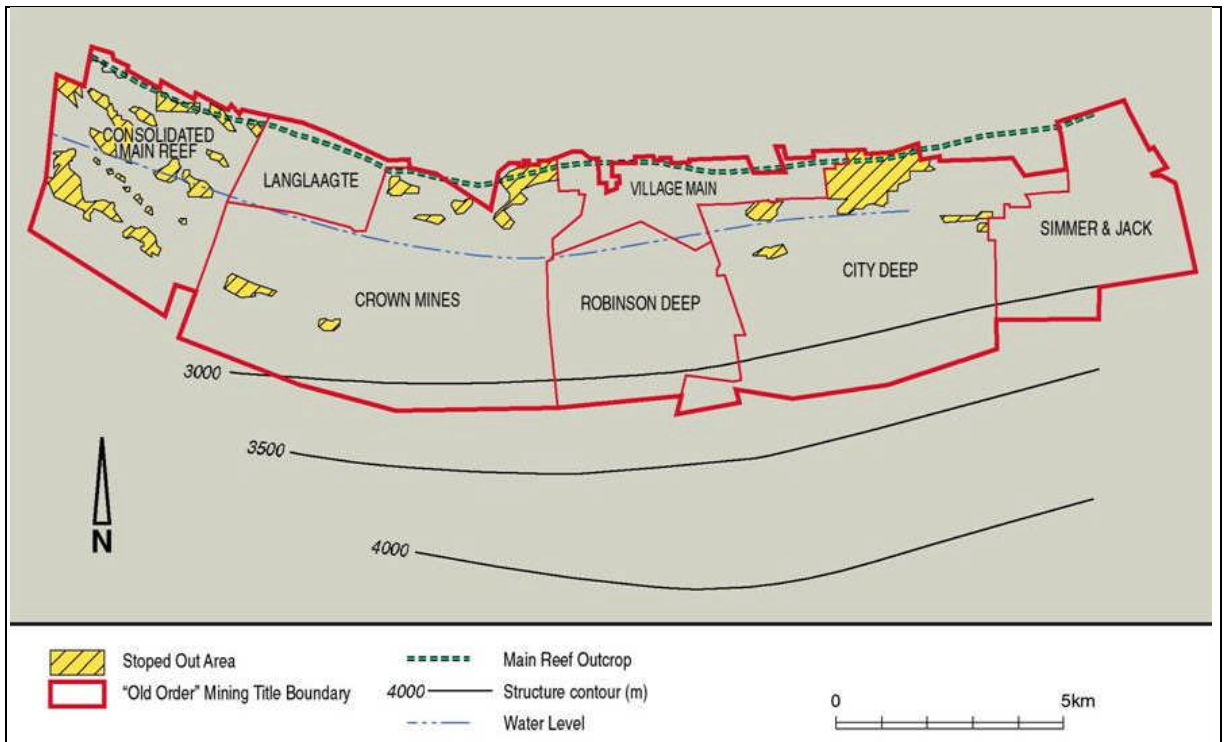 CONSOLIDATED
MAIN REEF
LANGLAAGTE
VILLAGE MAIN
SIMMER & JACK
CITY DEEP
CROWN MINES
ROBINSON DEEP
3000
3500
4000
N
Stoped Out Area
"Old Order" Mining Title Boundary
Main Reef Outcrop
4000
Structure contour (m)
Water Level
0
5km